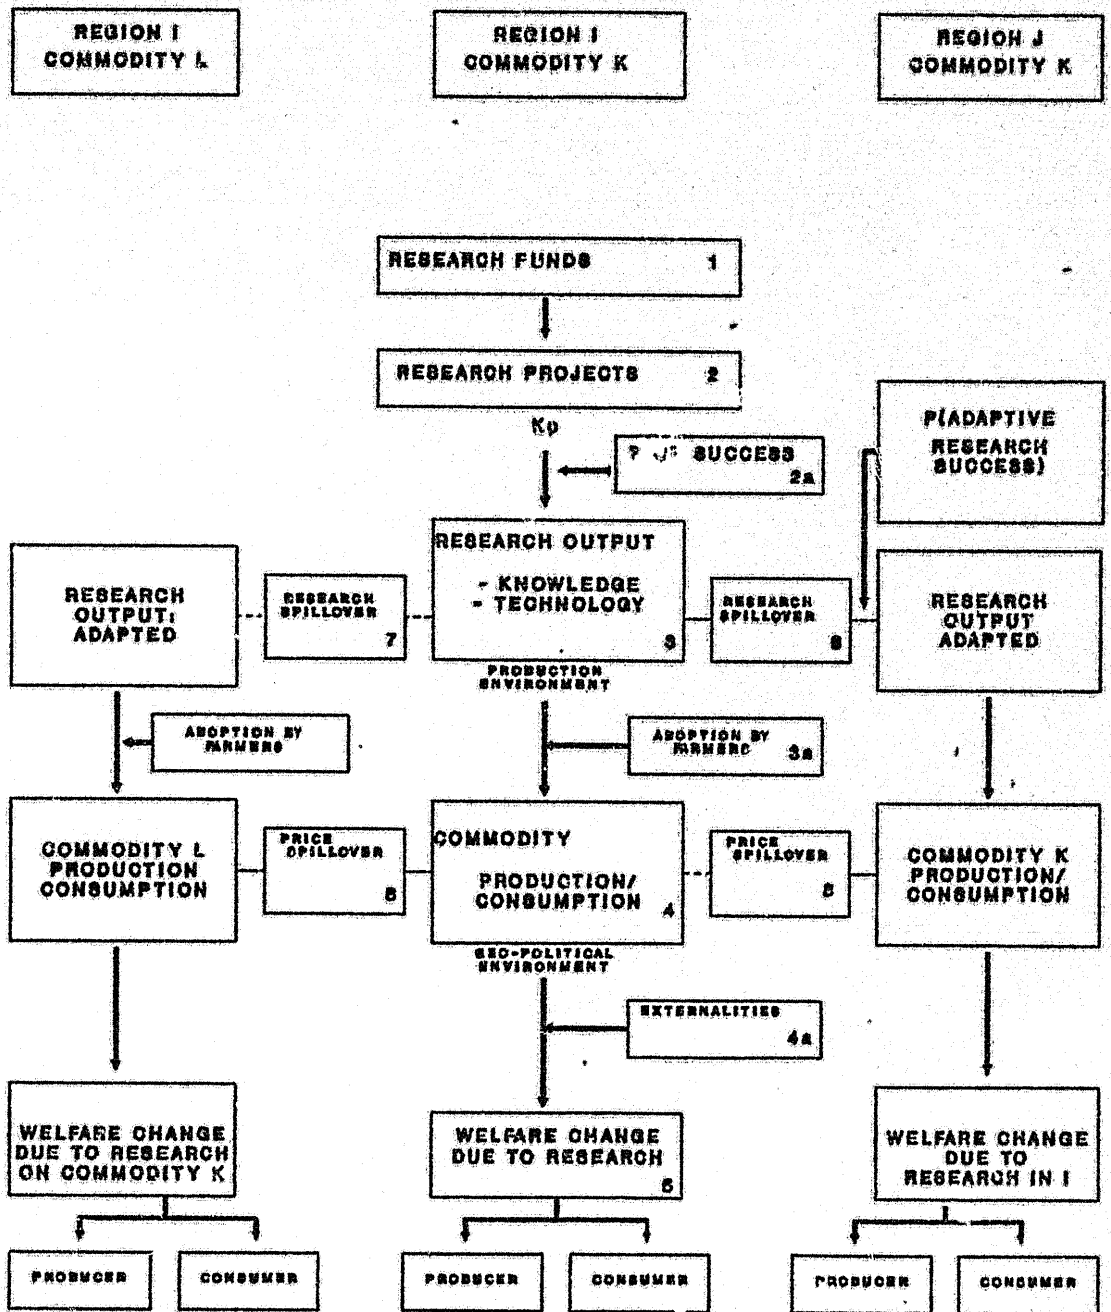 REGION I
COMMODITY L
REGION I
COMMODITY K
REGION J
COMMODITY K
RESEARCH FUNDS 1
RESEARCH PROJECTS 2
Kp
SUCCESS
2a
P(ADAPTIVE
RESEARCH
SUCCESS)
RESEARCH
OUTPUT:
ADAPTED
RESEARCH
SPILLOVER
7
RESEARCH OUTPUT
- KNOWLEDGE
- TECHNOLOGY
3
PRODUCTION
ENVIRONMENT
RESEARCH
SPILLOVER
RESEARCH
OUTPUT
ADAPTED
ADOPTION BY
FARMERS
ADOPTION BY
FARMERS 3a
COMMODITY L
PRODUCTION
CONSUMPTION
PRICE
SPILLOVER
COMMODITY
PRODUCTION/
CONSUMPTION 4
GEO-POLITICAL
ENVIRONMENT
PRICE
SPILLOVER
COMMODITY K
PRODUCTION/
CONSUMPTION
EXTERNALITIES
4a
WELFARE CHANGE
DUE TO RESEARCH
ON COMMODITY K
WELFARE CHANGE
DUE TO RESEARCH
5
WELFARE CHANGE
DUE TO
RESEARCH IN I
PRODUCER
CONSUMER
PRODUCER
CONSUMER
PRODUCER
CONSUMER